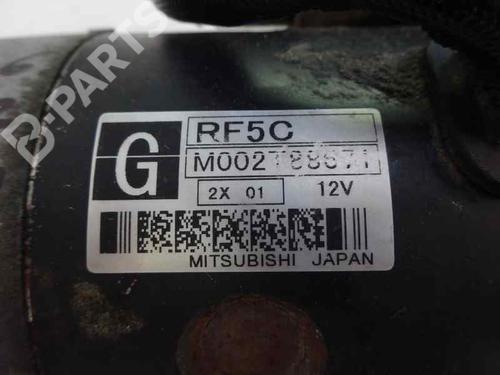 B-PARTS
G
RF5C
M002T88671
2X 01
12V
MITSUBISHI JAPAN